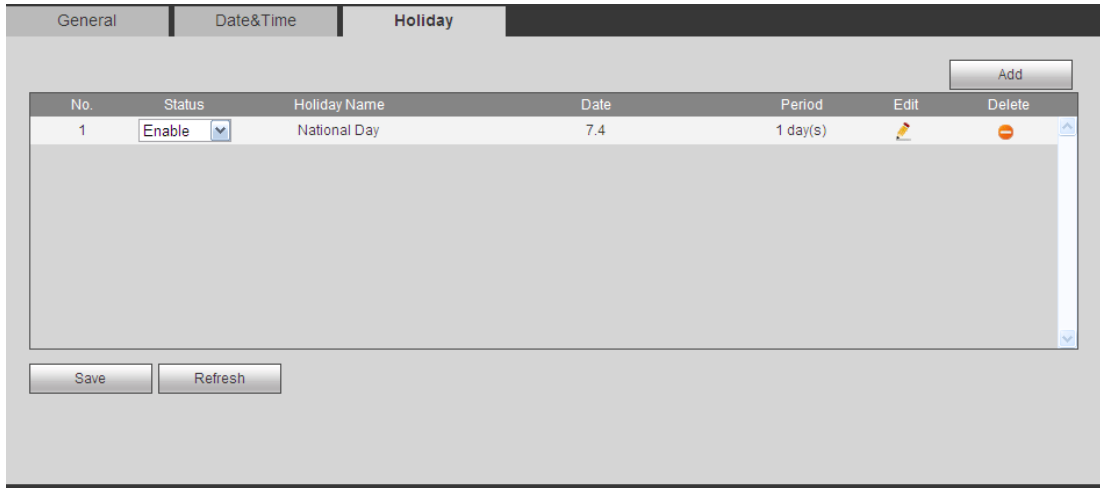 General Date&Time Holiday
Add
No. Status Holiday Name Date Period Edit Delete
1 Enable National Day 7.4 1 day(s)
Save Refresh